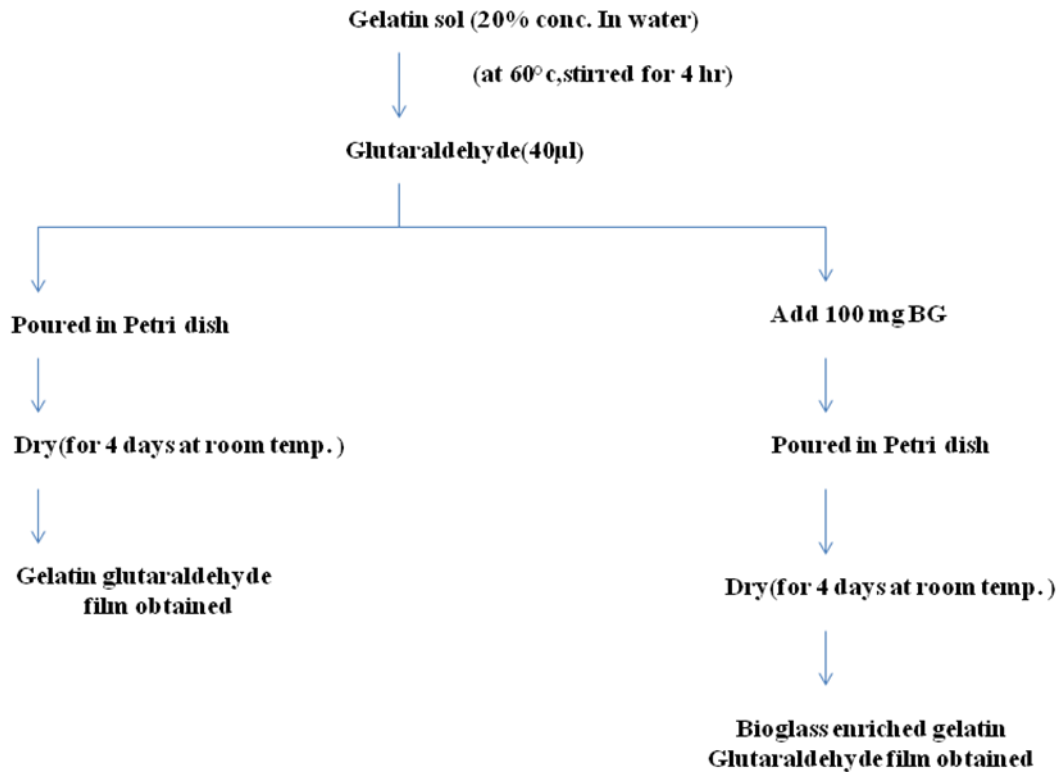 Gelatin sol (20% conc. In water)
(at 60°c,stirred for 4 hr)
Glutaraldehyde(40µl)
Poured in Petri dish
Dry(for 4 days at room temp.)
Gelatin glutaraldehyde
film obtained
Add 100 mg BG
Poured in Petri dish
Dry(for 4 days at room temp.)
Bioglass enriched gelatin
Glutaraldehyde film obtained